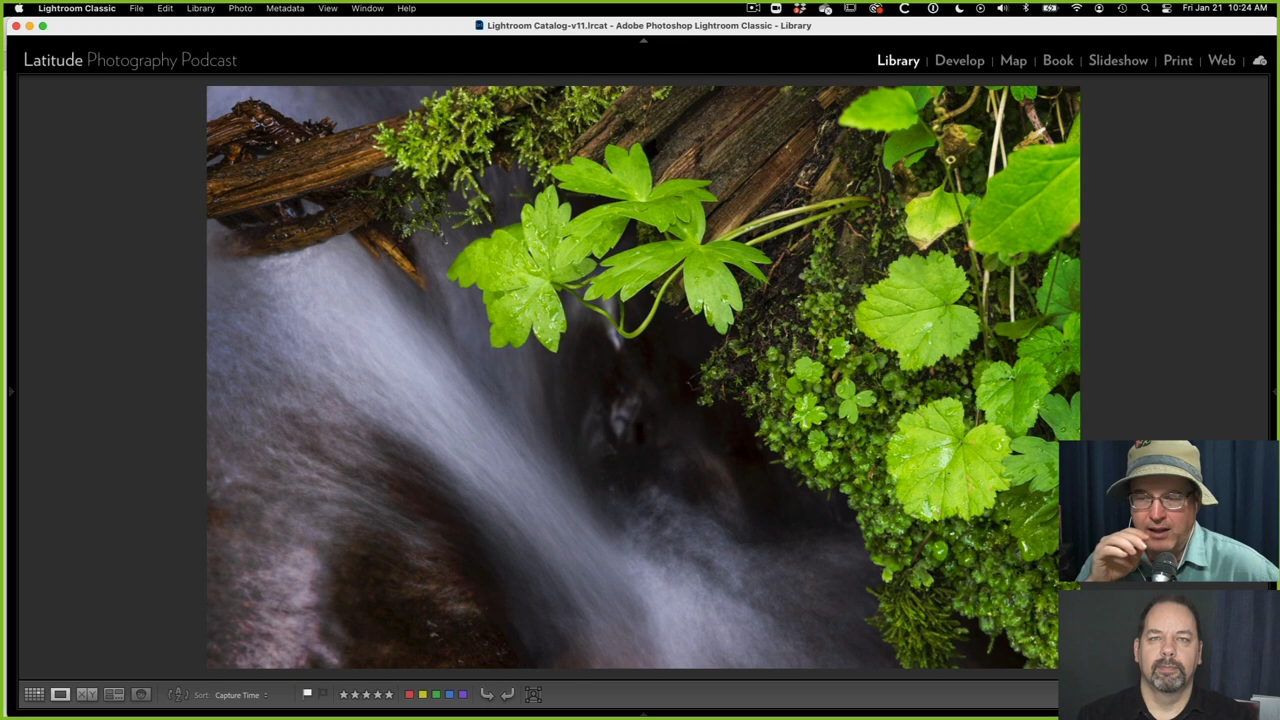 Lightroom Classic File Edit Library Photo Metadata View Window Help Fri Jan 21 10:24 AM
Lightroom Catalog-v11.lrcat - Adobe Photoshop Lightroom Classic - Library
Latitude Photography Podcast
Library | Develop | Map | Book | Slideshow | Print | Web
Sort: Capture Time